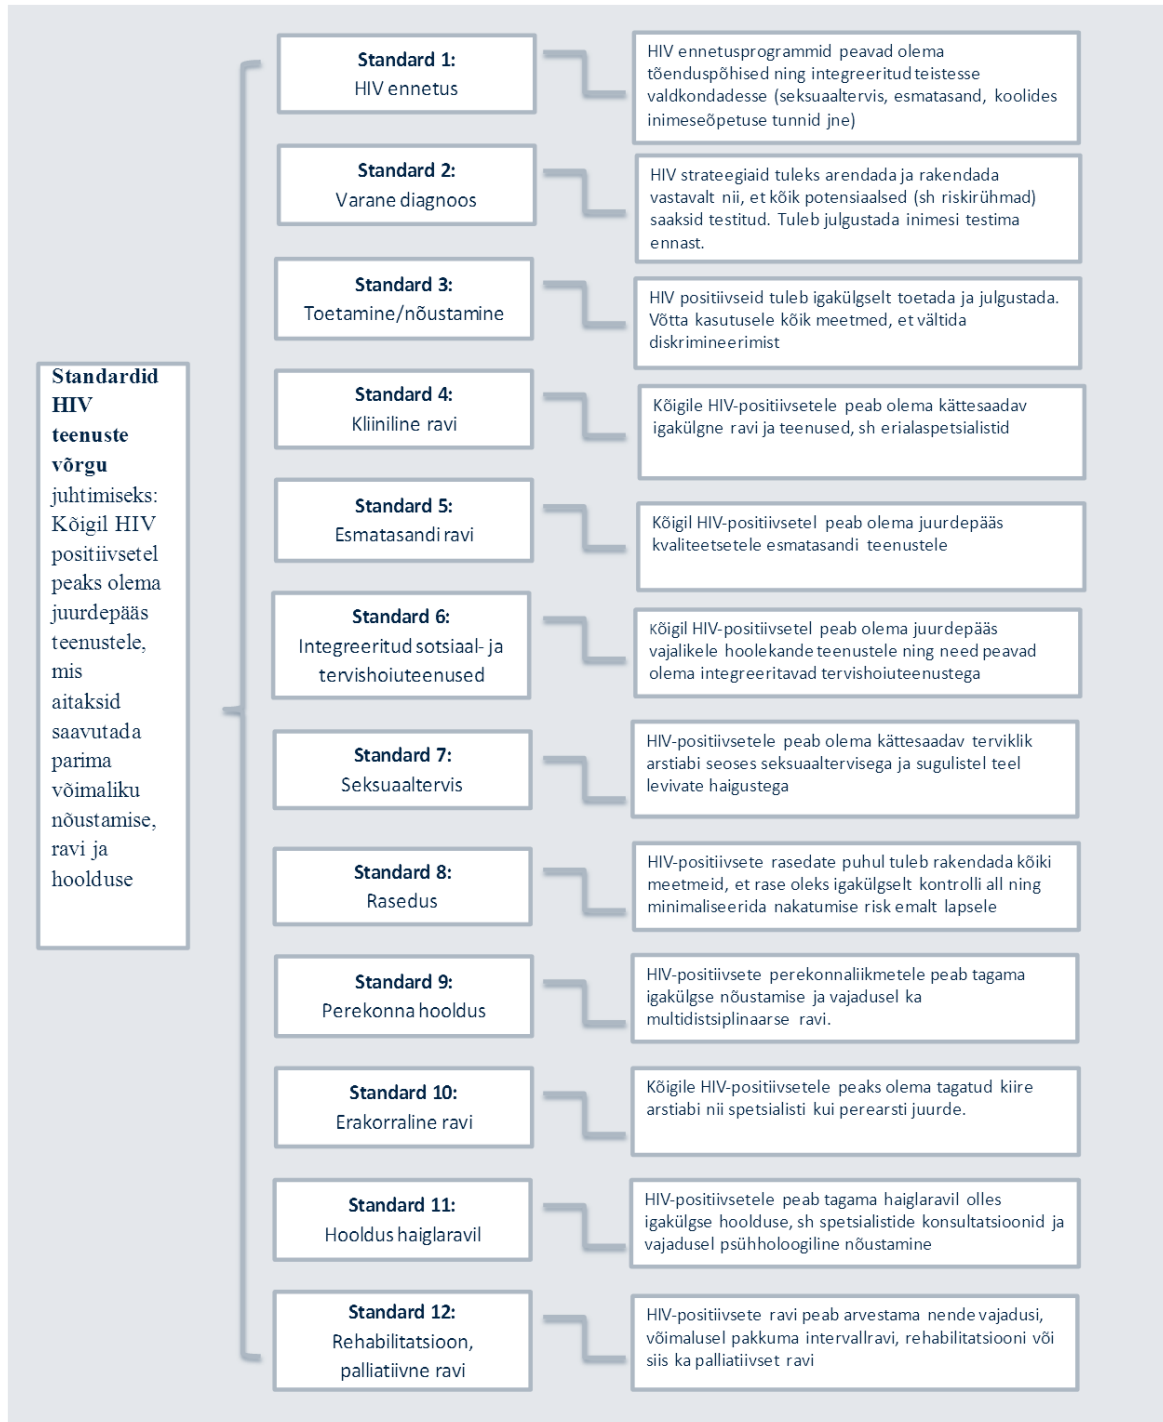 Standardid
HIV
teenuste
võrgu
juhtimiseks:
Kõigil HIV
positiivsetel
peaks olema
juurdepääs
teenustele,
mis
aitaksid
saavutada
parima
võimaliku
nõustamise,
ravi ja
hoolduse
Standard 1:
HIV ennetus
HIV ennetusprogrammid peavad olema
tõenduspõhised ning integreeritud teistesse
valdkondadesse (seksuaaltervis, esmatasand, koolides
inimeseõpetuse tunnid jne)
Standard 2:
Varane diagnoos
HIV strateegiaid tuleks arendada ja rakendada
vastavalt nii, et kõik potensiaalsed (sh riskirühmad)
saaksid testitud. Tuleb julgustada inimesi testima
ennast.
Standard 3:
Toetamine/nõustamine
HIV positiivseid tuleb igakülgselt toetada ja julgustada.
Võtta kasutusele kõik meetmed, et vältida
diskrimineerimist
Standard 4:
Kliiniline ravi
Kõigile HIV-positiivsetele peab olema kättesaadav
igakülgne ravi ja teenused, sh erialaspetsialistid
Standard 5:
Esmatasandi ravi
Kõigil HIV-positiivsetel peab olema juurdepääs
kvaliteetsetele esmatasandi teenustele
Standard 6:
Integreeritud sotsiaal- ja
tervishoiuteenused
Kõigil HIV-positiivsetel peab olema juurdepääs
vajalikele hoolekande teenustele ning need peavad
olema integreeritavad tervishoiuteenustega
Standard 7:
Seksuaaltervis
HIV-positiivsetele peab olema kättesaadav terviklik
arstiabi seoses seksuaaltervisega ja sugulistel teel
levivate haigustega
Standard 8:
Rasedus
HIV-positiivsete rasedate puhul tuleb rakendada kõiki
meetmeid, et rase oleks igakülgselt kontrolli all ning
minimaliseerida nakatumise risk emalt lapsele
Standard 9:
Perekonna hooldus
HIV-positiivsete perekonnaliikmetele peab tagama
igakülgse nõustamise ja vajadusel ka
multidistsiplinaarse ravi.
Standard 10:
Erakorraline ravi
Kõigile HIV-positiivsetele peaks olema tagatud kiire
arstiabi nii spetsialisti kui perearsti juurde.
Standard 11:
Hooldus haiglaravil
HIV-positiivsetele peab tagama haiglaravil olles
igakülgse hoolduse, sh spetsialistide konsultatsioonid ja
vajadusel psühholoogiline nõustamine
Standard 12:
Rehabilitatsioon,
palliatiivne ravi
HIV-positiivsete ravi peab arvestama nende vajadusi,
võimalusel pakkuma intervallravi, rehabilitatsiooni või
siis ka palliatiivset ravi